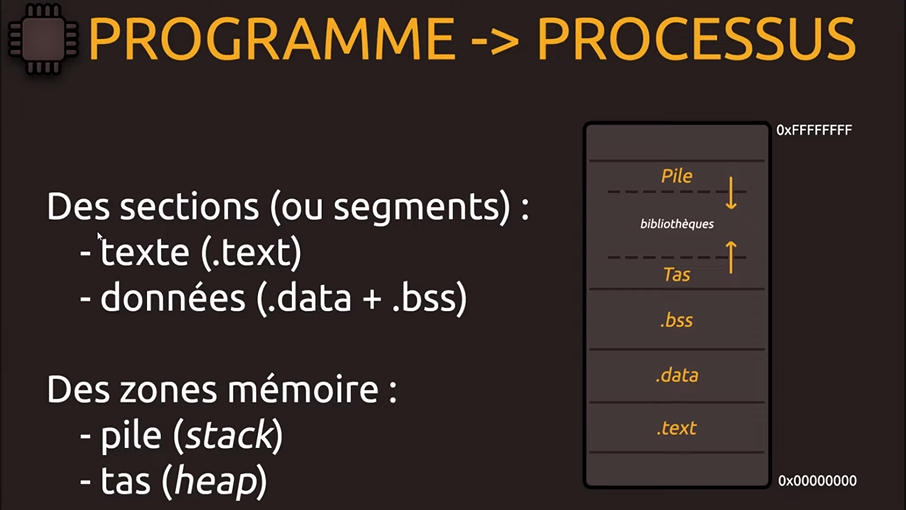 PROGRAMME -> PROCESSUS
Des sections (ou segments) :
- texte (.text)
- données (.data + .bss)
Des zones mémoire :
- pile (stack)
- tas (heap)
0xFFFFFFFF
Pile
bibliothèques
Tas
.bss
.data
.text
0x00000000